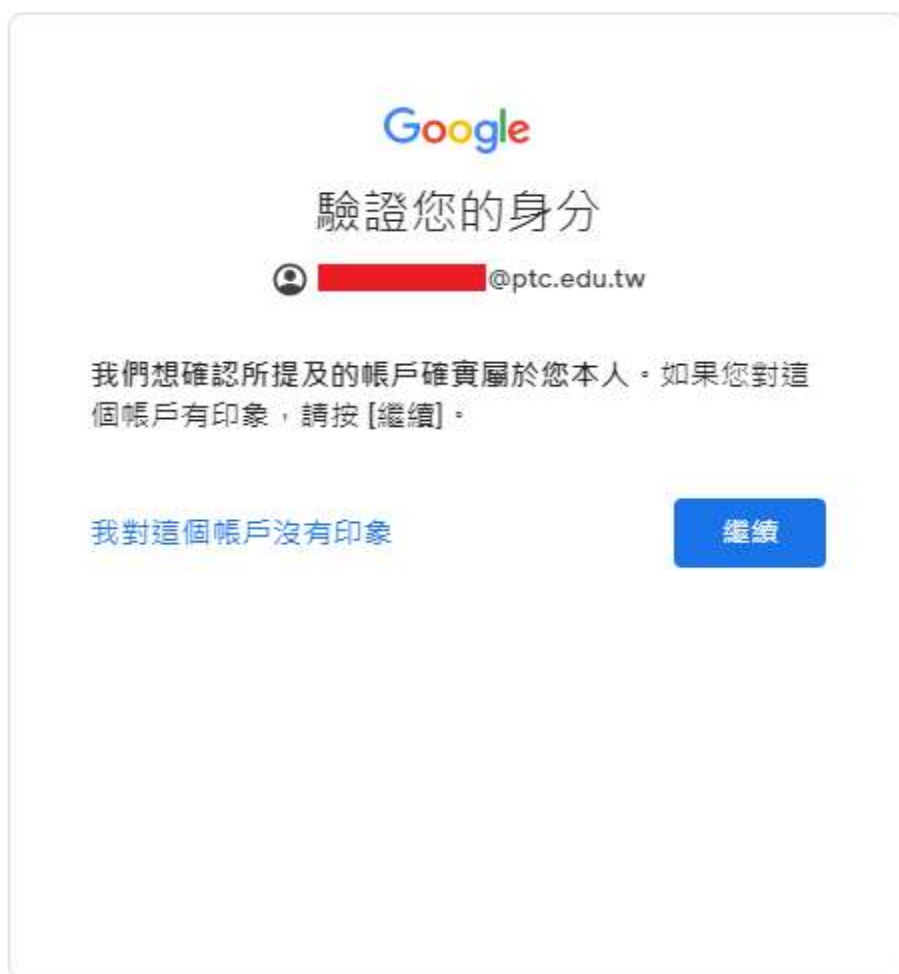 Google
驗證您的身分
@ptc.edu.tw
我們想確認所提及的帳戶確實屬於您本人。如果您對這
個帳戶有印象，請按 [繼續]。
我對這個帳戶沒有印象
繼續